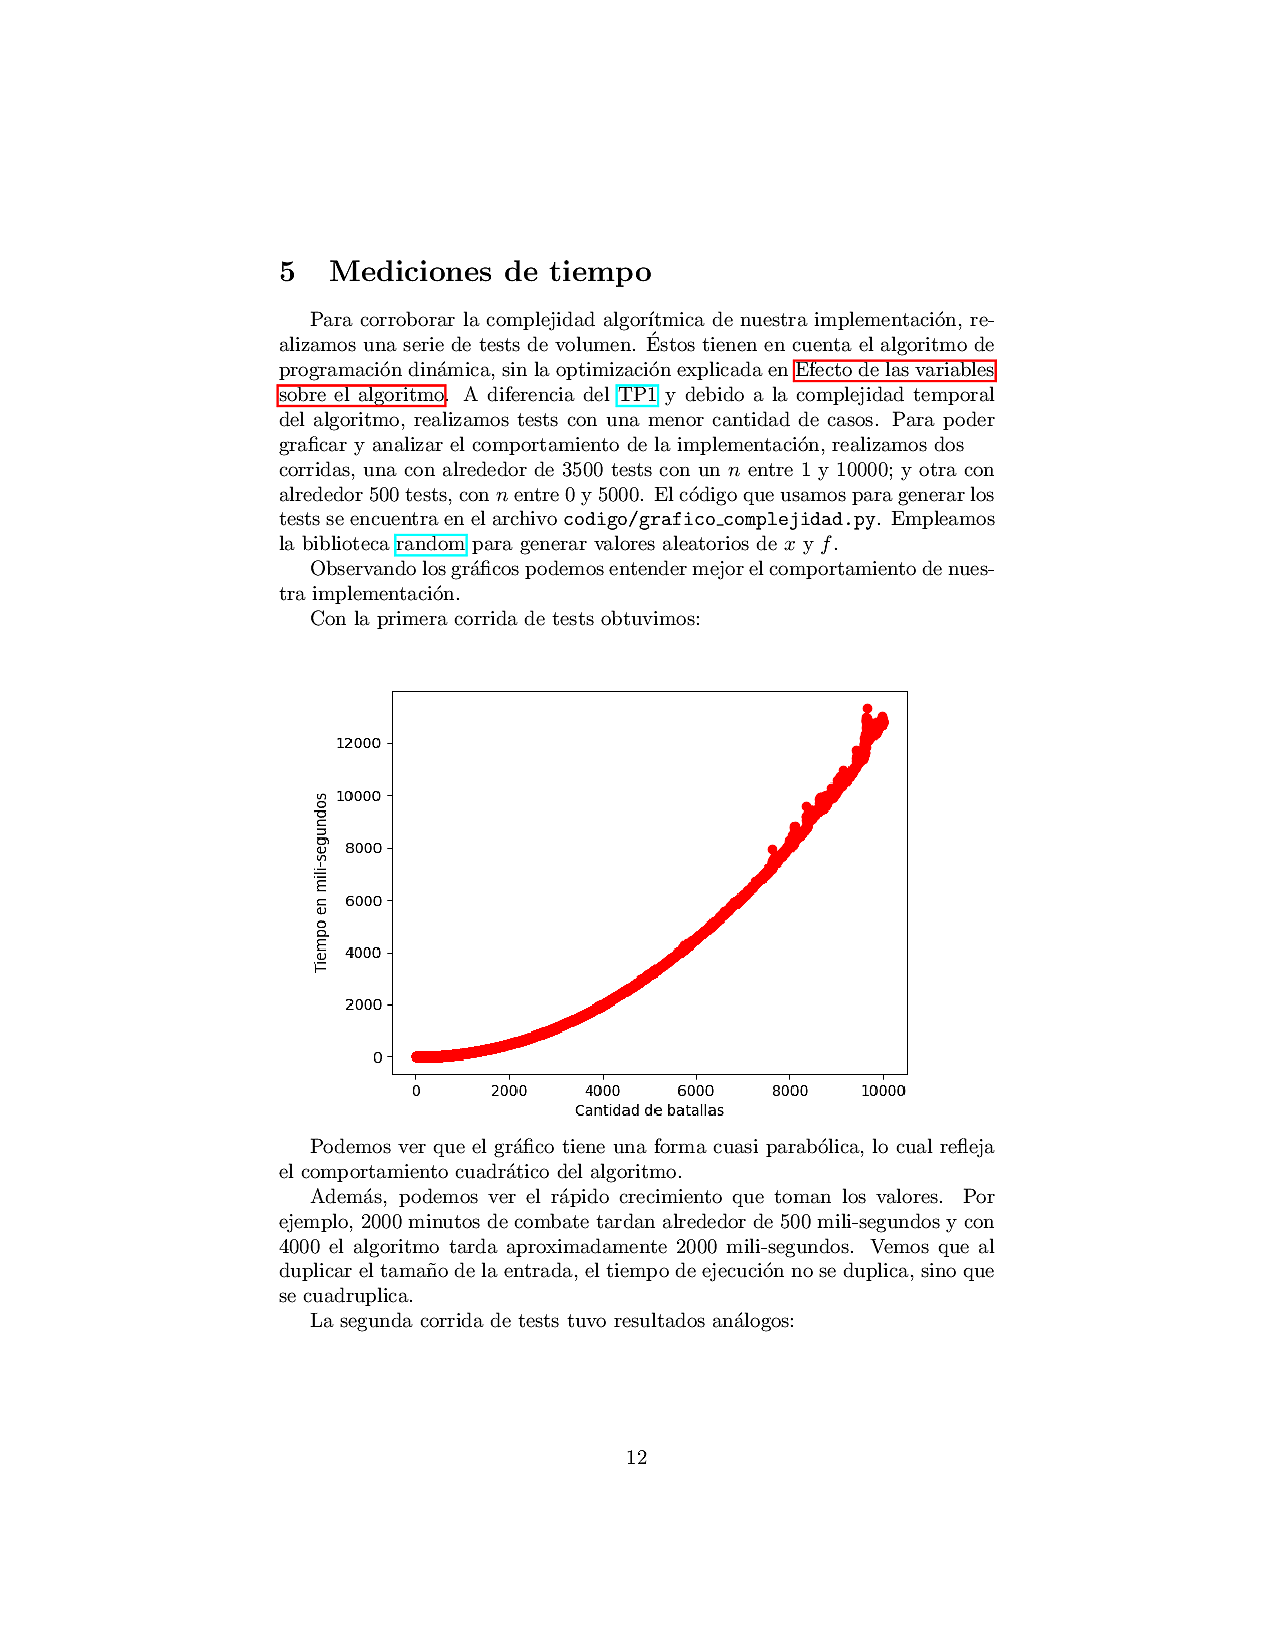 5 Mediciones de tiempo
Para corroborar la complejidad algorítmica de nuestra implementación, re-
alizamos una serie de tests de volumen. Éstos tienen en cuenta el algoritmo de
programación dinámica, sin la optimización explicada en Efecto de las variables
sobre el algoritmo. A diferencia del TP1 y debido a la complejidad temporal
del algoritmo, realizamos tests con una menor cantidad de casos. Para poder
graficar y analizar el comportamiento de la implementación, realizamos dos
corridas, una con alrededor de 3500 tests con un n entre 1 y 10000; y otra con
alrededor 500 tests, con n entre 0 y 5000. El código que usamos para generar los
tests se encuentra en el archivo codigo/grafico_complejidad.py. Empleamos
la biblioteca random para generar valores aleatorios de x y f.
Observando los gráficos podemos entender mejor el comportamiento de nues-
tra implementación.
Con la primera corrida de tests obtuvimos:
12000
10000
8000
6000
4000
2000
0
Tiempo en mili-segundos
0 2000 4000 6000 8000 10000
Cantidad de batallas
Podemos ver que el gráfico tiene una forma cuasi parabólica, lo cual refleja
el comportamiento cuadrático del algoritmo.
Además, podemos ver el rápido crecimiento que toman los valores. Por
ejemplo, 2000 minutos de combate tardan alrededor de 500 mili-segundos y con
4000 el algoritmo tarda aproximadamente 2000 mili-segundos. Vemos que al
duplicar el tamaño de la entrada, el tiempo de ejecución no se duplica, sino que
se cuadruplica.
La segunda corrida de tests tuvo resultados análogos:
12